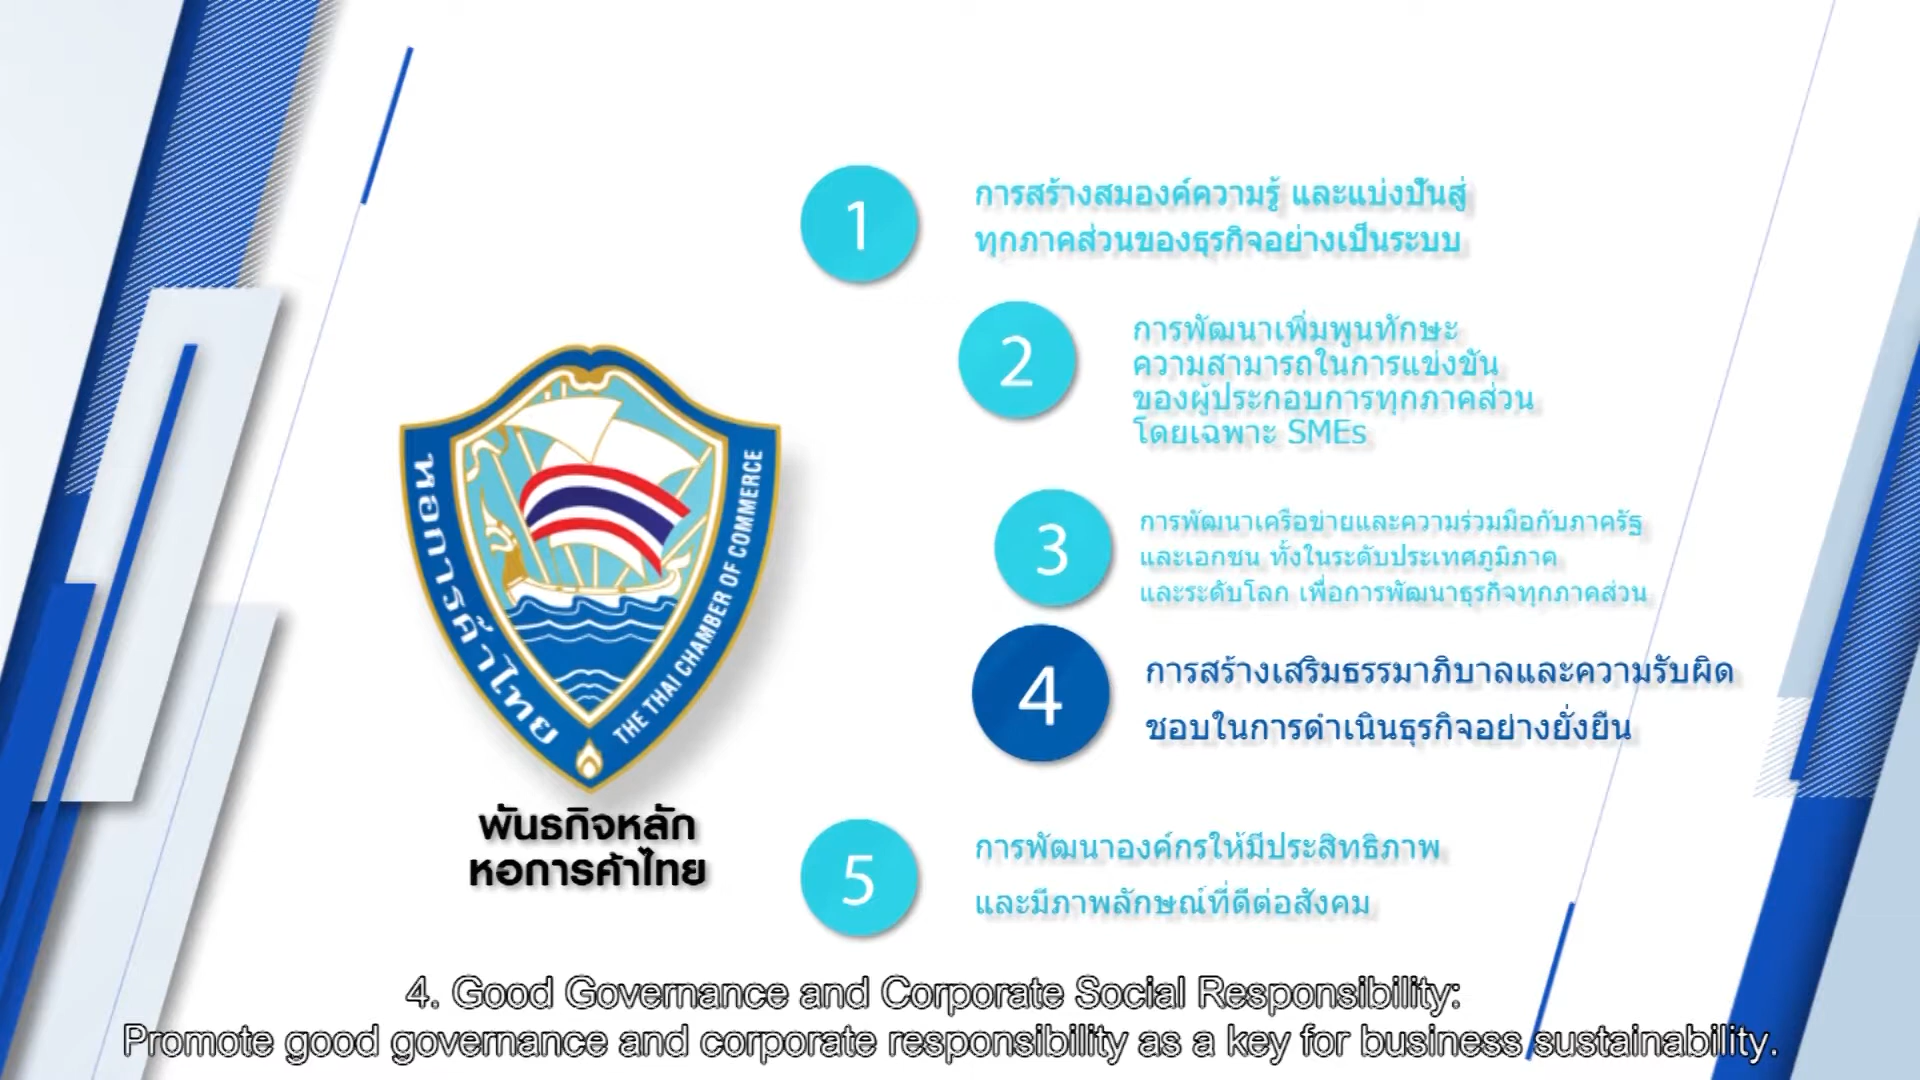 หอการค้าไทย
THE THAI CHAMBER OF COMMERCE
พันธกิจหลัก
หอการค้าไทย
1
การสร้างสมองค์ความรู้ และแบ่งปันสู่
ทุกภาคส่วนของธุรกิจอย่างเป็นระบบ
2
การพัฒนาเพิ่มพูนทักษะ
ความสามารถในการแข่งขัน
ของผู้ประกอบการทุกภาคส่วน
โดยเฉพาะ SMEs
3
การพัฒนาเครือข่ายและความร่วมมือกับภาครัฐ
และเอกชน ทั้งในระดับประเทศภูมิภาค
และระดับโลก เพื่อการพัฒนาธุรกิจทุกภาคส่วน
4
การสร้างเสริมธรรมาภิบาลและความรับผิด
ชอบในการดำเนินธุรกิจอย่างยั่งยืน
5
การพัฒนาองค์กรให้มีประสิทธิภาพ
และมีภาพลักษณ์ที่ดีต่อสังคม
4. Good Governance and Corporate Social Responsibility:
Promote good governance and corporate responsibility as a key for business sustainability.